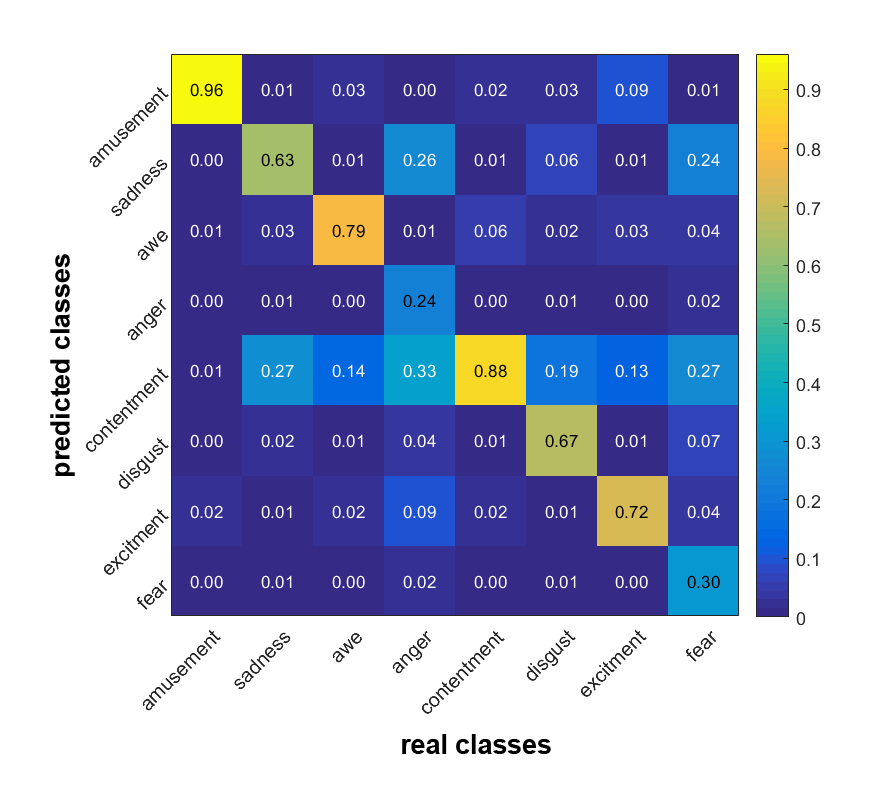 amusement 0.96 0.01 0.03 0.00 0.02 0.03 0.09 0.01
sadness 0.00 0.63 0.01 0.26 0.01 0.06 0.01 0.24
awe 0.01 0.03 0.79 0.01 0.06 0.02 0.03 0.04
anger 0.00 0.01 0.00 0.24 0.00 0.01 0.00 0.02
contentment 0.01 0.27 0.14 0.33 0.88 0.19 0.13 0.27
disgust 0.00 0.02 0.01 0.04 0.01 0.67 0.01 0.07
excitment 0.02 0.01 0.02 0.09 0.02 0.01 0.72 0.04
fear 0.00 0.01 0.00 0.02 0.00 0.01 0.00 0.30
amusement sadness awe anger contentment disgust excitment fear
real classes
predicted classes
0.9
0.8
0.7
0.6
0.5
0.4
0.3
0.2
0.1
0